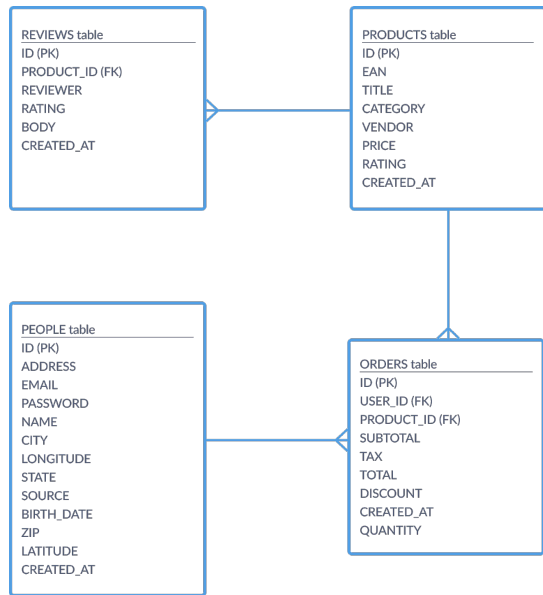 REVIEWS table
ID (PK)
PRODUCT_ID (FK)
REVIEWER
RATING
BODY
CREATED_AT
PRODUCTS table
ID (PK)
EAN
TITLE
CATEGORY
VENDOR
PRICE
RATING
CREATED_AT
PEOPLE table
ID (PK)
ADDRESS
EMAIL
PASSWORD
NAME
CITY
LONGITUDE
STATE
SOURCE
BIRTH_DATE
ZIP
LATITUDE
CREATED_AT
ORDERS table
ID (PK)
USER_ID (FK)
PRODUCT_ID (FK)
SUBTOTAL
TAX
TOTAL
DISCOUNT
CREATED_AT
QUANTITY